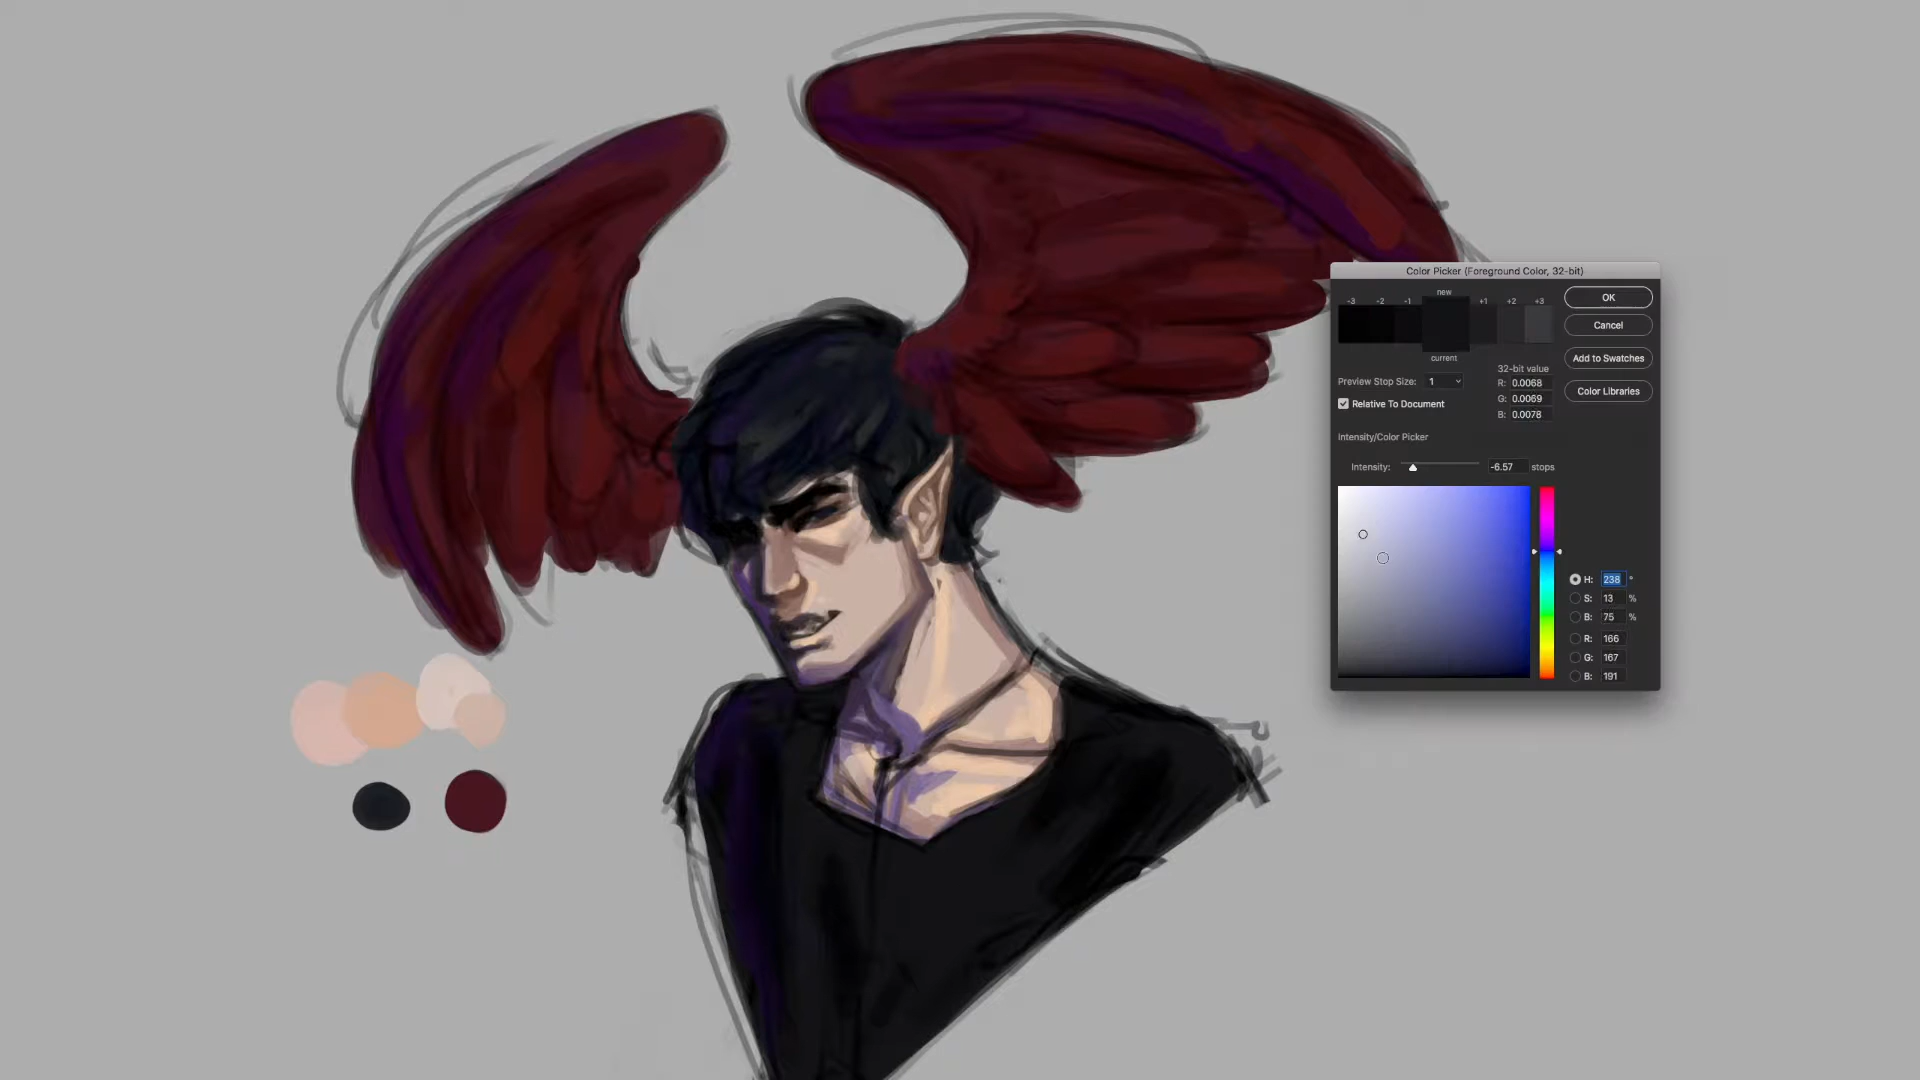 Color Picker (Foreground Color, 32-bit)
new
-3 -2 -1 +1 +2 +3
current
OK
Cancel
Add to Swatches
Color Libraries
Preview Stop Size: 1
Relative To Document
32-bit value
R: 0.0068
G: 0.0069
B: 0.0078
Intensity/Color Picker
Intensity: -6.57 stops
H: 238 °
S: 13 %
B: 75 %
R: 166
G: 167
B: 191